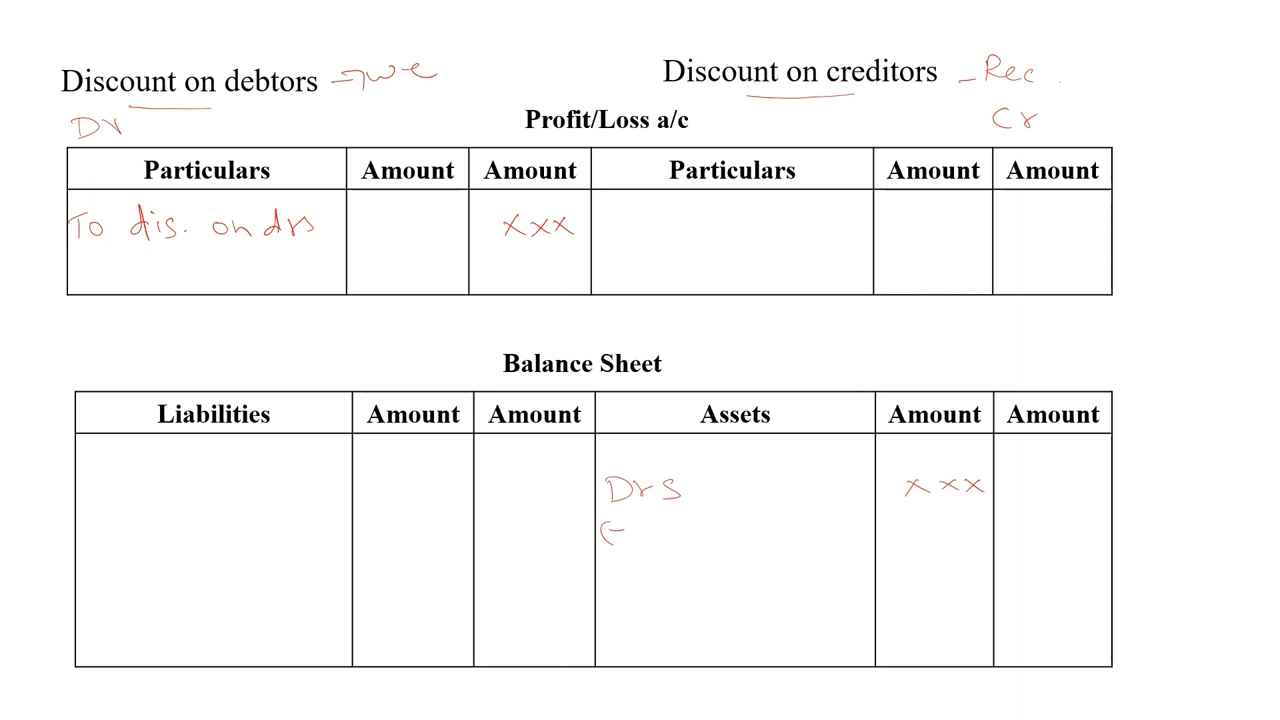 Discount on debtors
Discount on creditors - Rec
Dr
Profit/Loss a/c
Cr
Particulars Amount Amount Particulars Amount Amount
To dis. on drs xxx
Balance Sheet
Liabilities Amount Amount Assets Amount Amount
Drs xxx
(-